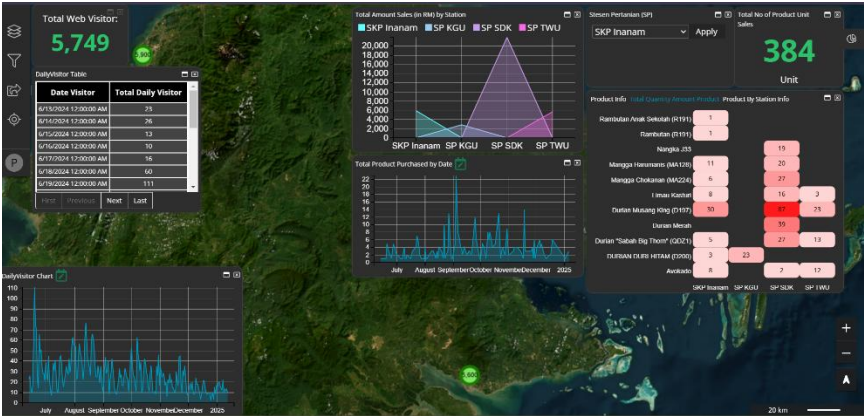 Total Web Visitor:
5,749
DailyVisitor Table
Date Visitor Total Daily Visitor
6/13/2024 12:00:00 AM 23
6/14/2024 12:00:00 AM 26
6/15/2024 12:00:00 AM 13
6/16/2024 12:00:00 AM 10
6/17/2024 12:00:00 AM 16
6/18/2024 12:00:00 AM 60
6/19/2024 12:00:00 AM 111
First Previous Next Last
P
DailyVisitor Chart
110
100
90
80
70
60
50
40
30
20
10
0
July August September October November December 2025
Total Amount Sales (in RM) by Station
SKP Inanam SP KGU SP SDK SP TWU
20,000
18,000
16,000
14,000
12,000
10,000
8,000
6,000
4,000
2,000
0
SKP Inanam SP KGU SP SDK SP TWU
Total Product Purchased by Date
22
20
18
16
14
12
10
8
6
4
2
0
July August September October November December 2025
Stesen Pertanian (SP)
SKP Inanam Apply
Total No of Product Unit
Sales
384
Unit
Product Info Total Quantity Amount Product Product By Station Info
Rambutan Anak Sekolah (R191) 1
Rambutan (R191) 1
Nangka J33 19
Mangga Harumanis (MA128) 11 20
Mangga Chokanan (MA224) 6 27
Limau Kasturi 8 16 3
Durian Musang King (D197) 30 87 23
Durian Merah 39
Durian "Sabah Big Thorn" (QDZ1) 5 27 13
DURIAN DURI HITAM (D200) 3 23
Avokado 8 2 12
SKP Inanam SP KGU SP SDK SP TWU
5,600
20 km